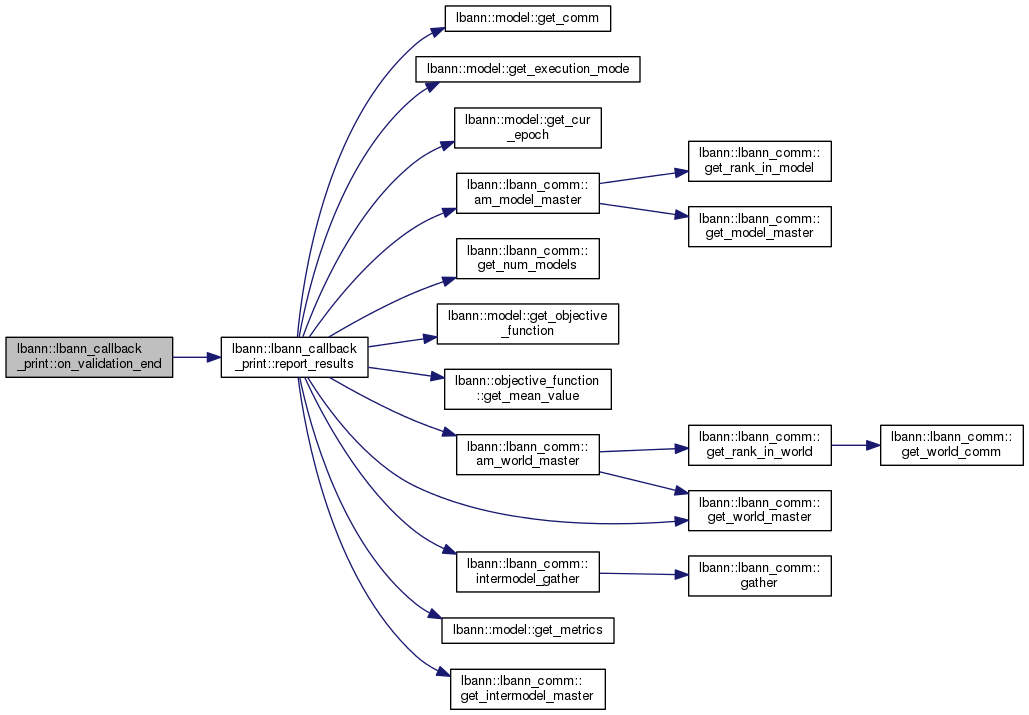 lbann::model::get_comm
lbann::model::get_execution_mode
lbann::model::get_cur
_epoch
lbann::lbann_comm::
am_model_master
lbann::lbann_comm::
get_rank_in_model
lbann::lbann_comm::
get_model_master
lbann::lbann_comm::
get_num_models
lbann::model::get_objective
_function
lbann::lbann_callback
_print::on_validation_end
lbann::lbann_callback
_print::report_results
lbann::objective_function
::get_mean_value
lbann::lbann_comm::
am_world_master
lbann::lbann_comm::
get_rank_in_world
lbann::lbann_comm::
get_world_comm
lbann::lbann_comm::
get_world_master
lbann::lbann_comm::
intermodel_gather
lbann::lbann_comm::
gather
lbann::model::get_metrics
lbann::lbann_comm::
get_intermodel_master